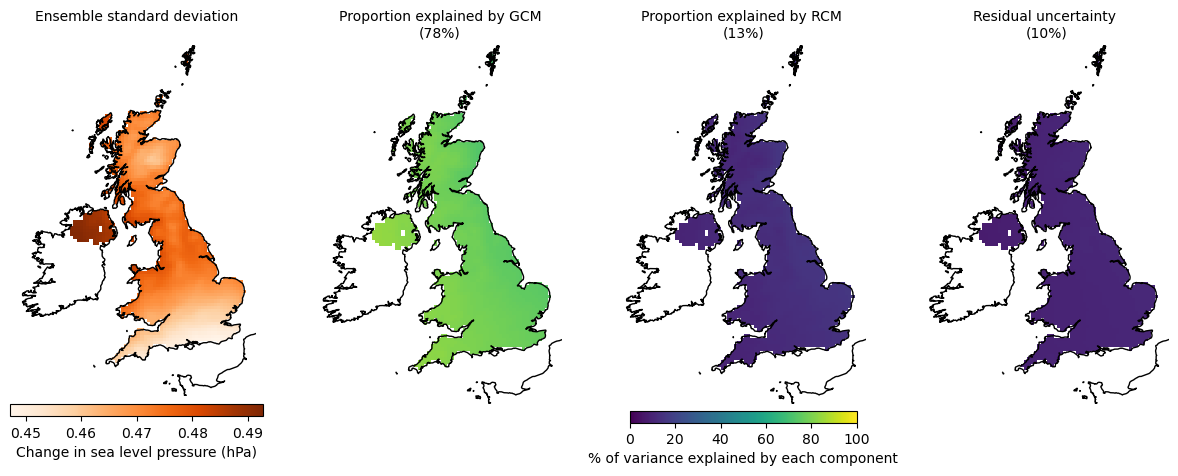 Ensemble standard deviation
Proportion explained by GCM
(78%)
Proportion explained by RCM
(13%)
Residual uncertainty
(10%)
0.45 0.46 0.47 0.48 0.49
Change in sea level pressure (hPa)
0 20 40 60 80 100
% of variance explained by each component